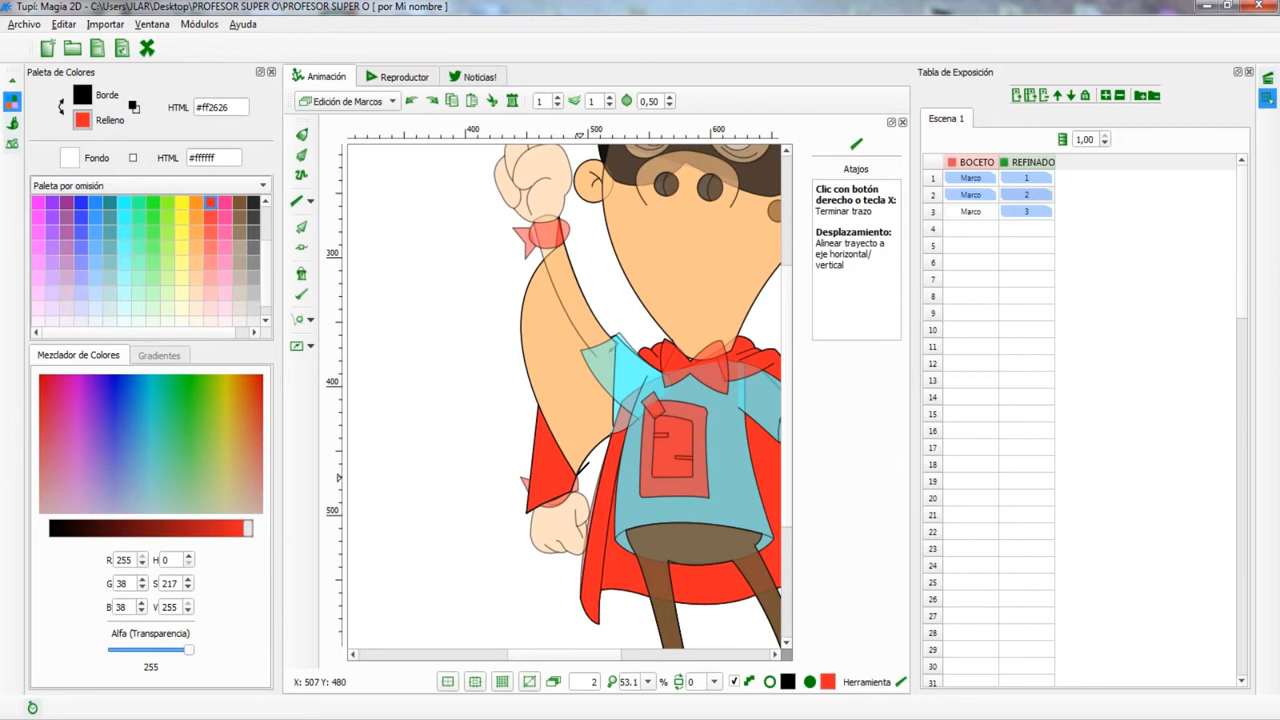 Tupí: Magia 2D - C:\Users\ILAR\Desktop\PROFESOR SUPER O\PROFESOR SUPER O [ por Mi nombre ]
Archivo Editar Importar Ventana Módulos Ayuda
Paleta de Colores
Borde
Relleno
HTML #ff2626
Fondo HTML #ffffff
Paleta por omisión
Mezclador de Colores Gradientes
R 255 H 0
G 38 S 217
B 38 V 255
Alfa (Transparencia)
255
Animación Reproductor Noticias!
Edición de Marcos 1 1 0,50
400 500 600
300
400
500
Atajos
Clic con botón
derecho o tecla X:
Terminar trazo
Desplazamiento:
Alinear trayecto a
eje horizontal/
vertical
X: 507 Y: 480 2 53.1 % 0 Herramienta
Tabla de Exposición
Escena 1
1,00
BOCETO REFINADO
1 Marco 1
2 Marco 2
3 Marco 3
4
5
6
7
8
9
10
11
12
13
14
15
16
17
18
19
20
21
22
23
24
25
26
27
28
29
30
31